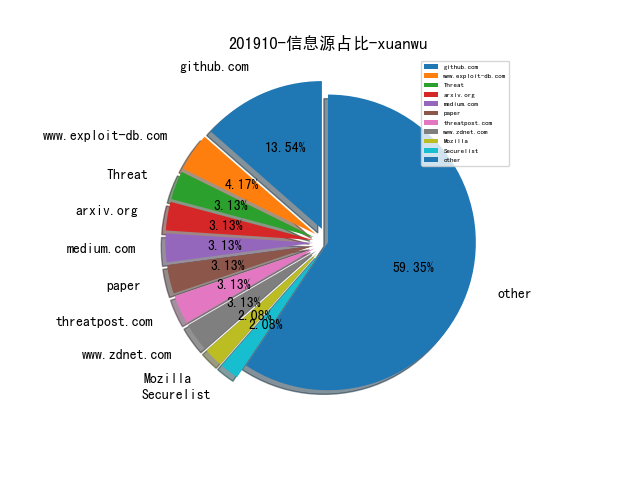 201910-信息源占比-xuanwu
github.com
www.exploit-db.com
Threat
arxiv.org
medium.com
paper
threatpost.com
www.zdnet.com
Mozilla
Securelist
other
13.54%
4.17%
3.13%
3.13%
3.13%
3.13%
3.13%
3.13%
2.08%
2.08%
59.35%
github.com
www.exploit-db.com
Threat
arxiv.org
medium.com
paper
threatpost.com
www.zdnet.com
Mozilla
Securelist
other